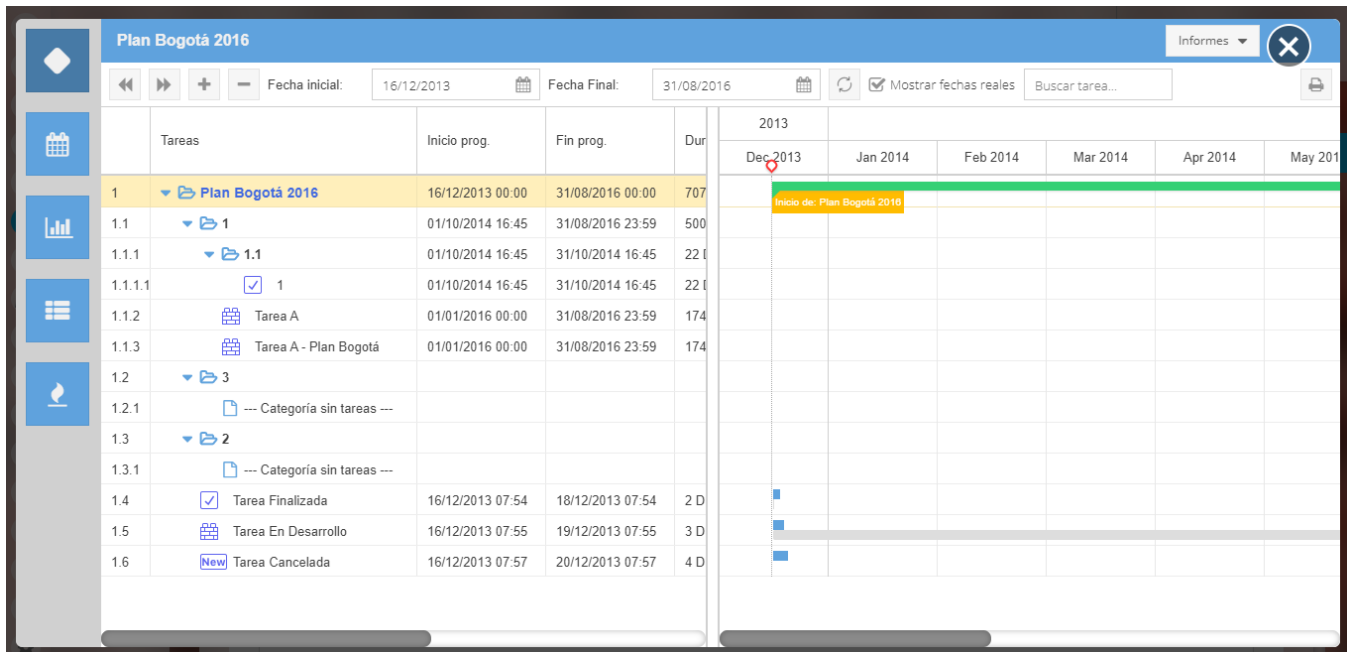 Plan Bogotá 2016 Informes
Fecha inicial: 16/12/2013 Fecha Final: 31/08/2016 Mostrar fechas reales Buscar tarea...
Tareas Inicio prog. Fin prog. Dur
2013
Dec 2013 Jan 2014 Feb 2014 Mar 2014 Apr 2014 May 201
1 Plan Bogotá 2016 16/12/2013 00:00 31/08/2016 00:00 707
Inicio de: Plan Bogotá 2016
1.1 1 01/10/2014 16:45 31/08/2016 23:59 500
1.1.1 1.1 01/10/2014 16:45 31/10/2014 16:45 22 D
1.1.1.1 1 01/10/2014 16:45 31/10/2014 16:45 22 D
1.1.2 Tarea A 01/01/2016 00:00 31/08/2016 23:59 174
1.1.3 Tarea A - Plan Bogotá 01/01/2016 00:00 31/08/2016 23:59 174
1.2 3
1.2.1 --- Categoría sin tareas ---
1.3 2
1.3.1 --- Categoría sin tareas ---
1.4 Tarea Finalizada 16/12/2013 07:54 18/12/2013 07:54 2 D
1.5 Tarea En Desarrollo 16/12/2013 07:55 19/12/2013 07:55 3 D
1.6 New Tarea Cancelada 16/12/2013 07:57 20/12/2013 07:57 4 D